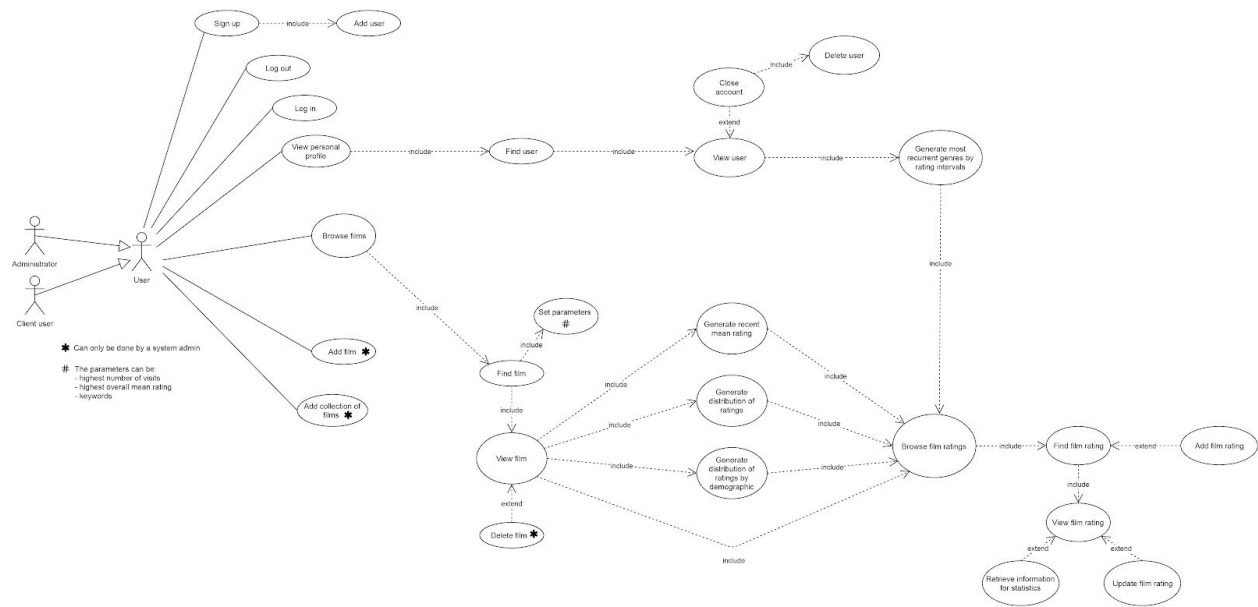 Sign up
include
Add user
Delete user
include
Log out
Close
account
Log in
extend
View personal
profile
include
Find user
include
View user
include
Generate most
recurrent genres by
rating intervals
Browse films
Administrator
User
include
Client user
include
Set parameters
#
include
Generate recent
mean rating
include
✱ Can only be done by a system admin
Add film ✱
Find film
# The parameters can be:
- highest number of visits
- highest overall mean rating
- keywords
include
include
Generate
distribution of
ratings
Add collection of
films ✱
include
include
View film
include
Generate
distribution of
ratings by
demographic
include
Browse film ratings
include
Find film rating
extend
Add film rating
include
extend
Delete film ✱
include
View film rating
extend
extend
Retrieve information
for statistics
Update film rating